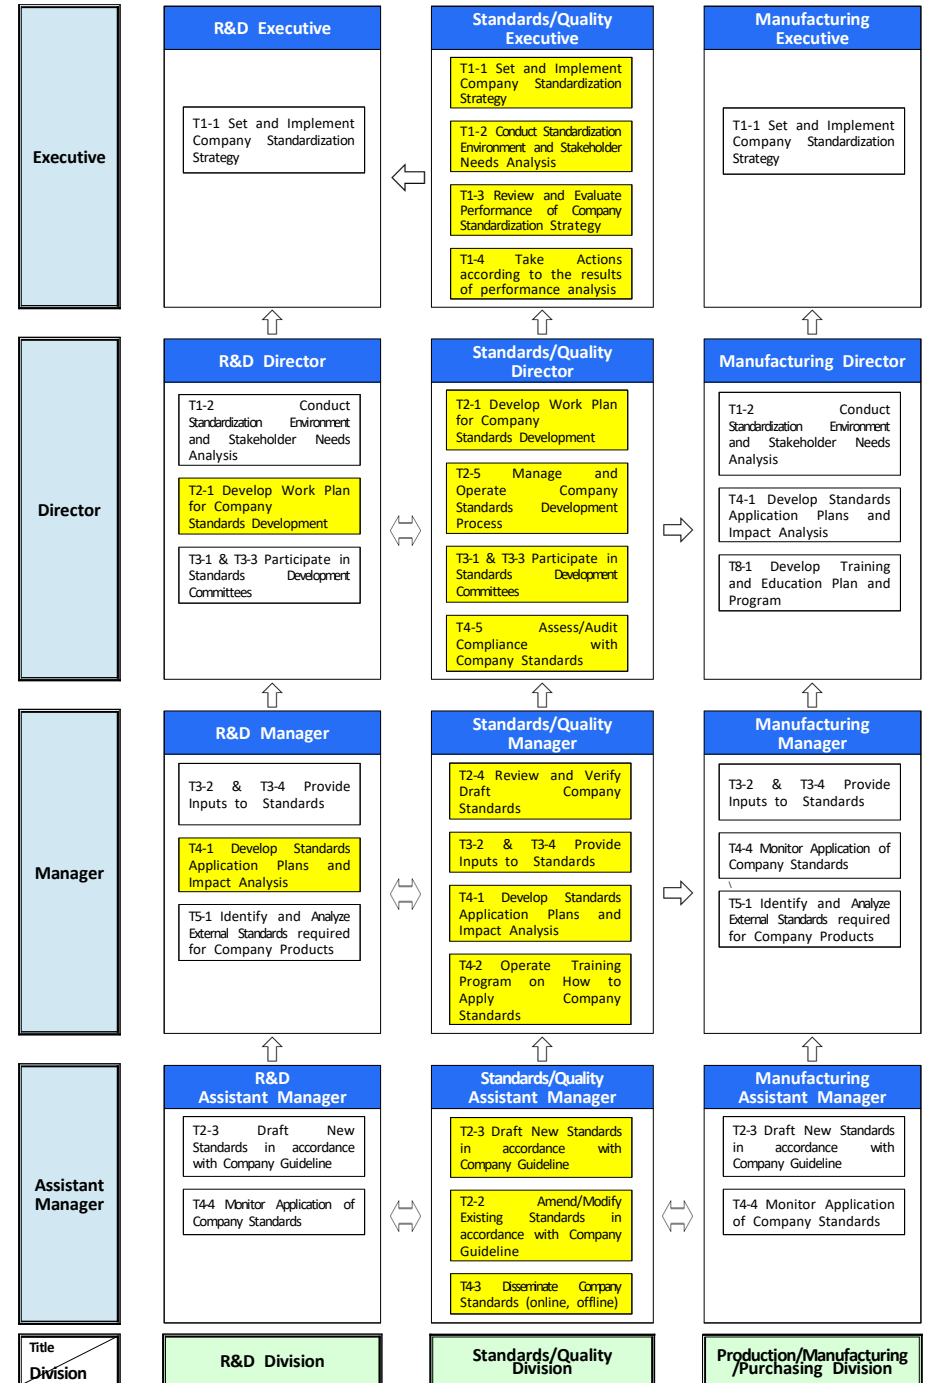 Executive
R&D Executive
T1-1 Set and Implement
Company Standardization
Strategy
Standards/Quality
Executive
T1-1 Set and Implement
Company Standardization
Strategy
T1-2 Conduct Standardization
Environment and Stakeholder
Needs Analysis
T1-3 Review and Evaluate
Performance of Company
Standardization Strategy
T1-4 Take Actions
according to the results
of performance analysis
Manufacturing
Executive
T1-1 Set and Implement
Company Standardization
Strategy
Director
R&D Director
T1-2 Conduct
Standardization Environment
and Stakeholder Needs
Analysis
T2-1 Develop Work Plan
for Company
Standards Development
T3-1 & T3-3 Participate in
Standards Development
Committees
Standards/Quality
Director
T2-1 Develop Work Plan
for Company
Standards Development
T2-5 Manage and
Operate Company
Standards Development
Process
T3-1 & T3-3 Participate in
Standards Development
Committees
T4-5 Assess/Audit
Compliance with
Company Standards
Manufacturing Director
T1-2 Conduct
Standardization Environment
and Stakeholder Needs
Analysis
T4-1 Develop Standards
Application Plans and
Impact Analysis
T8-1 Develop Training
and Education Plan and
Program
Manager
R&D Manager
T3-2 & T3-4 Provide
Inputs to Standards
T4-1 Develop Standards
Application Plans and
Impact Analysis
T5-1 Identify and Analyze
External Standards required
for Company Products
Standards/Quality
Manager
T2-4 Review and Verify
Draft Company
Standards
T3-2 & T3-4 Provide
Inputs to Standards
T4-1 Develop Standards
Application Plans and
Impact Analysis
T4-2 Operate Training
Program on How to
Apply Company
Standards
Manufacturing
Manager
T3-2 & T3-4 Provide
Inputs to Standards
T4-4 Monitor Application of
Company Standards
\
T5-1 Identify and Analyze
External Standards required
for Company Products
Assistant
Manager
R&D
Assistant Manager
T2-3 Draft New
Standards in accordance
with Company Guideline
T4-4 Monitor Application of
Company Standards
Standards/Quality
Assistant Manager
T2-3 Draft New Standards
in accordance with
Company Guideline
T2-2 Amend/Modify
Existing Standards in
accordance with Company
Guideline
T4-3 Disseminate Company
Standards (online, offline)
Manufacturing
Assistant Manager
T2-3 Draft New Standards
in accordance with
Company Guideline
T4-4 Monitor Application
of Company Standards
Title
Division
R&D Division
Standards/Quality
Division
Production/Manufacturing
/Purchasing Division